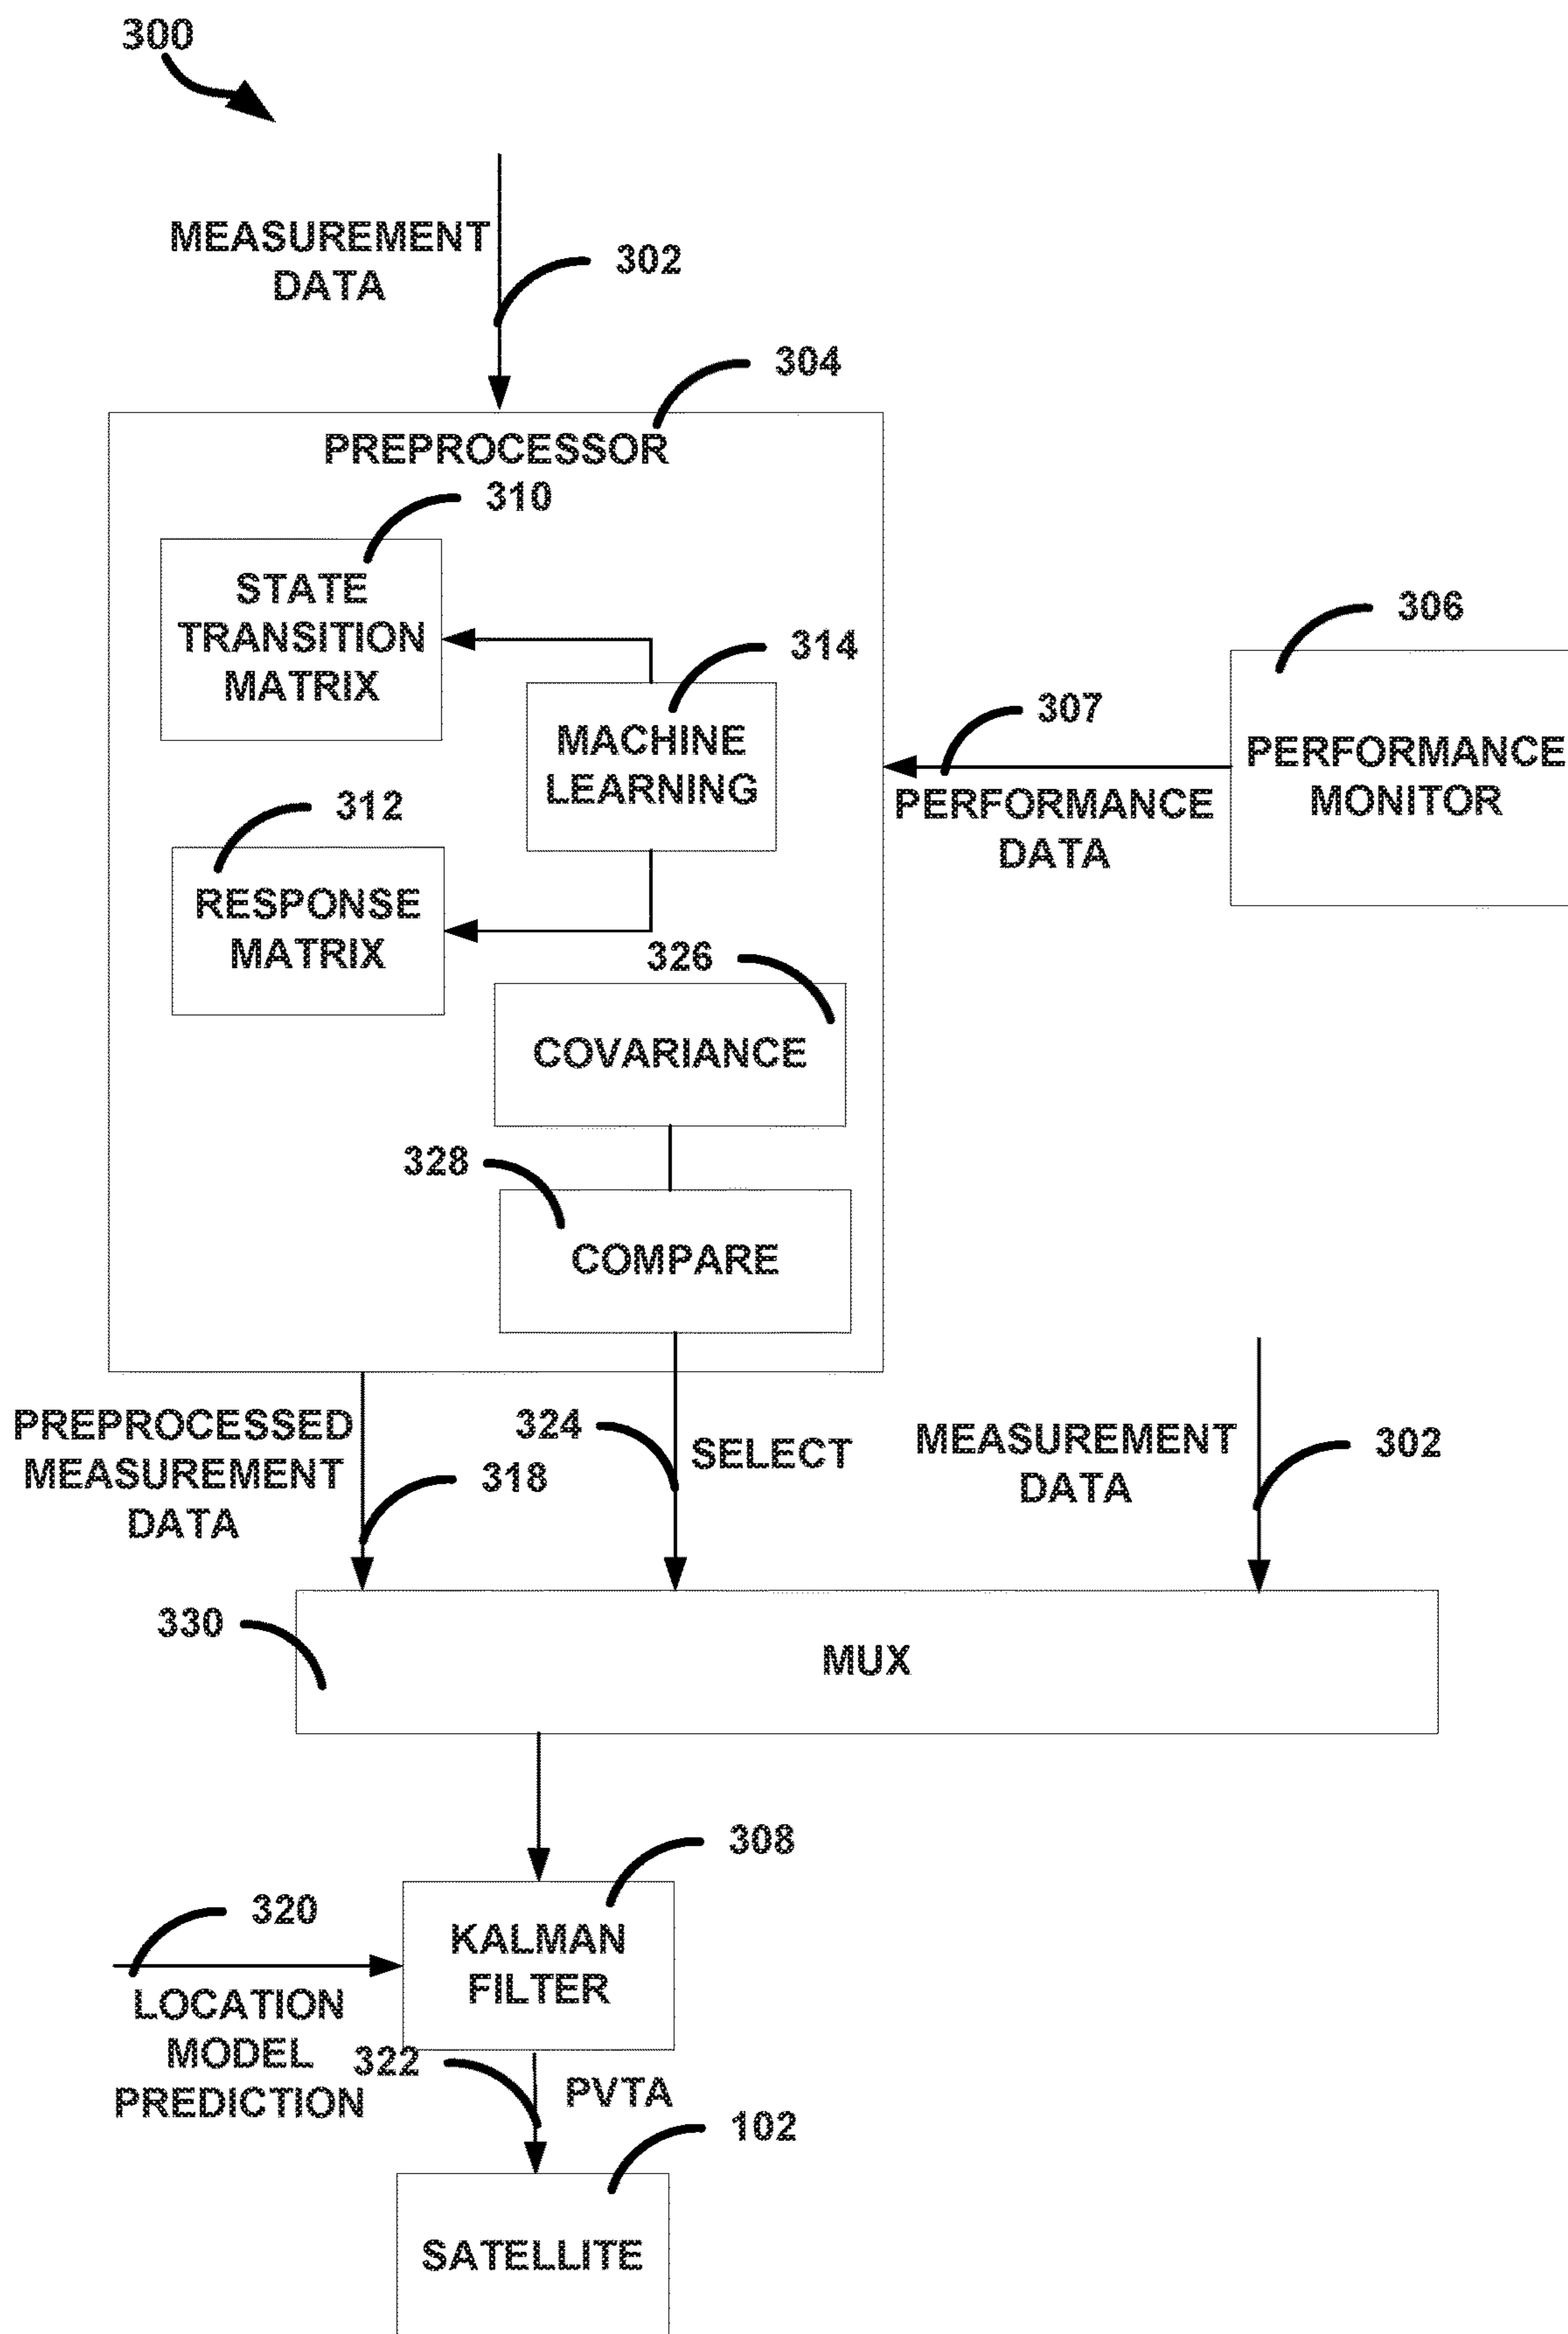 300
MEASUREMENT
DATA
302
304
PREPROCESSOR
310
STATE
TRANSITION
MATRIX
314
MACHINE
LEARNING
306
PERFORMANCE
MONITOR
307
PERFORMANCE
DATA
312
RESPONSE
MATRIX
326
COVARIANCE
328
COMPARE
PREPROCESSED
MEASUREMENT
DATA
318
324
SELECT
MEASUREMENT
DATA
302
330
MUX
308
KALMAN
FILTER
320
LOCATION
MODEL
PREDICTION
322
PVTA
102
SATELLITE